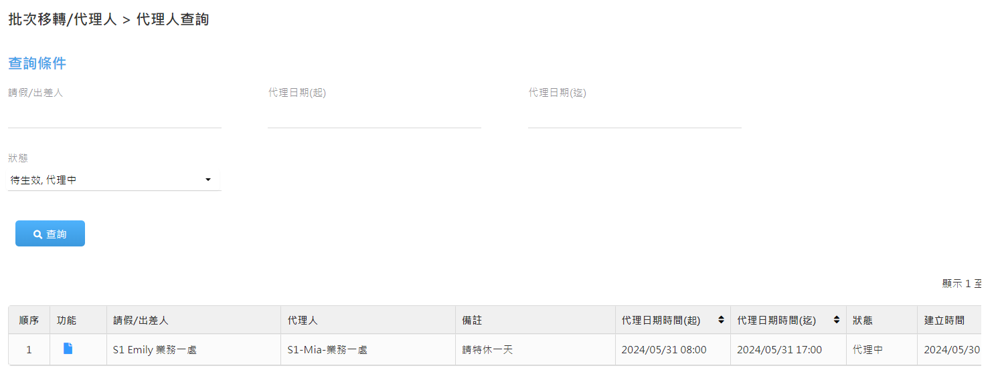 批次移轉/代理人 > 代理人查詢
查詢條件
請假/出差人 代理日期(起) 代理日期(迄)
狀態
待生效, 代理中
查詢
顯示 1 至
順序 功能 請假/出差人 代理人 備註 代理日期時間(起) 代理日期時間(迄) 狀態 建立時間
1 S1 Emily 業務一處 S1-Mia-業務一處 請特休一天 2024/05/31 08:00 2024/05/31 17:00 代理中 2024/05/30